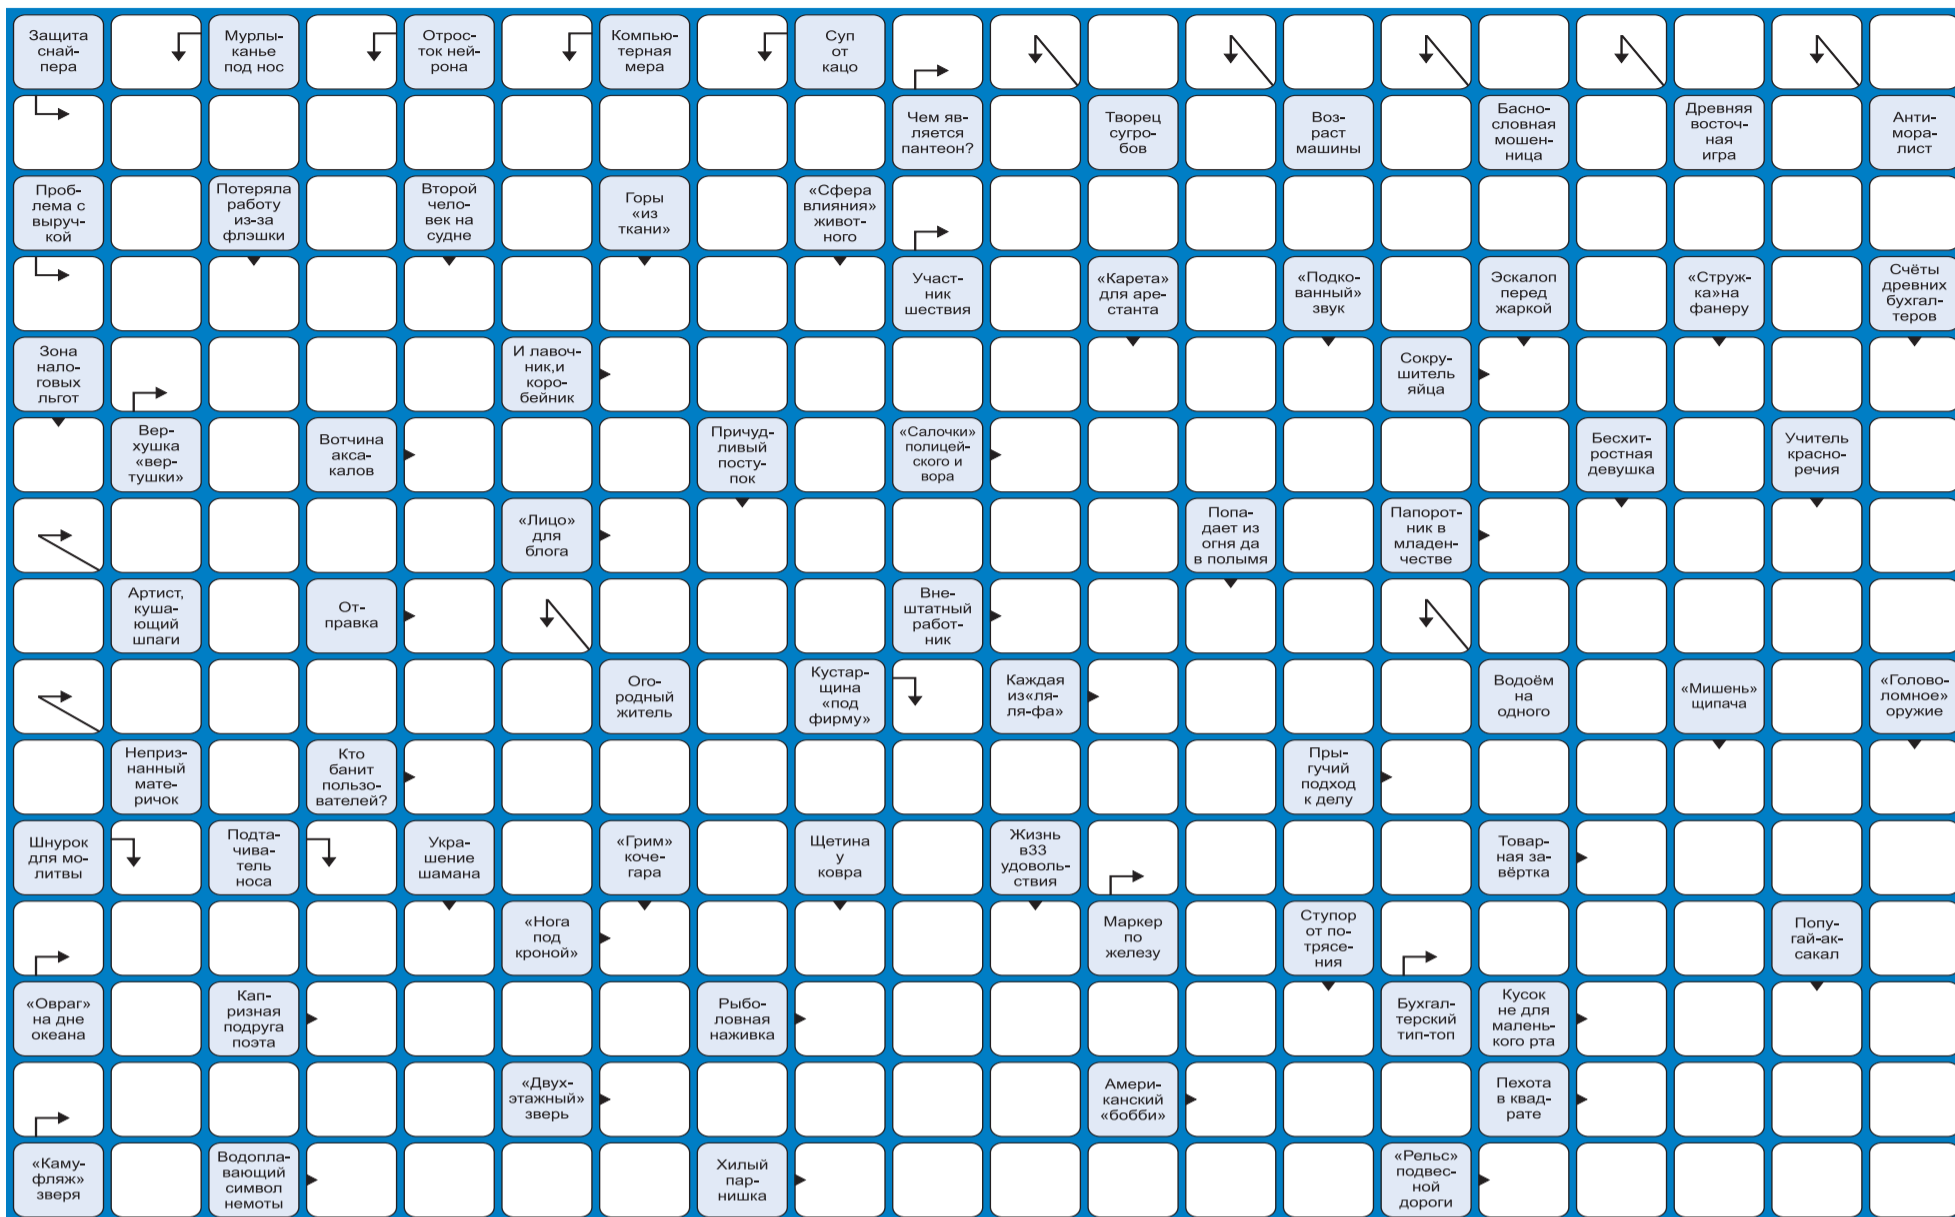 Защита
снай-
пера
Мурлы-
канье
под нос
Отрос-
ток ней-
рона
Компью-
терная
мера
Суп
от
кацо
Чем яв-
ляется
пантеон?
Творец
сугро-
бов
Воз-
раст
машины
Басно-
словная
мошен-
ница
Древняя
восточ-
ная
игра
Анти-
мора-
лист
Проб-
лема с
выруч-
кой
Потеряла
работу
из-за
флэшки
Второй
чело-
век на
судне
Горы
«из
ткани»
«Сфера
влияния»
живот-
ного
Участ-
ник
шествия
«Карета»
для аре-
станта
«Подко-
ванный»
звук
Эскалоп
перед
жаркой
«Струж-
ка»на
фанеру
Счёты
древних
бухгал-
теров
Зона
нало-
говых
льгот
И лавоч-
ник,и
коро-
бейник
Сокру-
шитель
яйца
Вер-
хушка
«вер-
тушки»
Вотчина
акса-
калов
Причуд-
ливый
посту-
пок
«Салочки»
полицей-
ского и
вора
Бесхит-
ростная
девушка
Учитель
красно-
речия
«Лицо»
для
блога
Попа-
дает из
огня да
в полымя
Папорот-
ник в
младен-
честве
Артист,
куша-
ющий
шпаги
От-
правка
Вне-
штатный
работ-
ник
Ого-
родный
житель
Кустар-
щина
«под
фирму»
Каждая
из«ля-
ля-фа»
Водоём
на
одного
«Мишень»
щипача
«Голово-
ломное»
оружие
Непризн-
нанный
мате-
ричок
Кто
банит
пользо-
вателей?
Пры-
гучий
подход
к делу
Шнурок
для мо-
литвы
Подта-
чива-
тель
носа
Укра-
шение
шамана
«Грим»
коче-
гара
Щетина
у
ковра
Жизнь
в33
удоволь-
ствия
Товар-
ная за-
вёртка
«Нога
под
кроной»
Маркер
по
железу
Ступор
от по-
трясе-
ния
Попу-
гай-ак-
сакал
«Овраг»
на дне
океана
Кап-
ризная
подруга
поэта
Рыбо-
ловная
наживка
Бухгал-
терский
тип-топ
Кусок
не для
малень-
кого рта
«Двух-
этажный»
зверь
Амери-
канский
«бобби»
Пехота
в квад-
рате
«Каму-
фляж»
зверя
Водопла-
вающий
символ
немоты
Хилый
пар-
нишка
«Рельс»
подвес-
ной
дороги